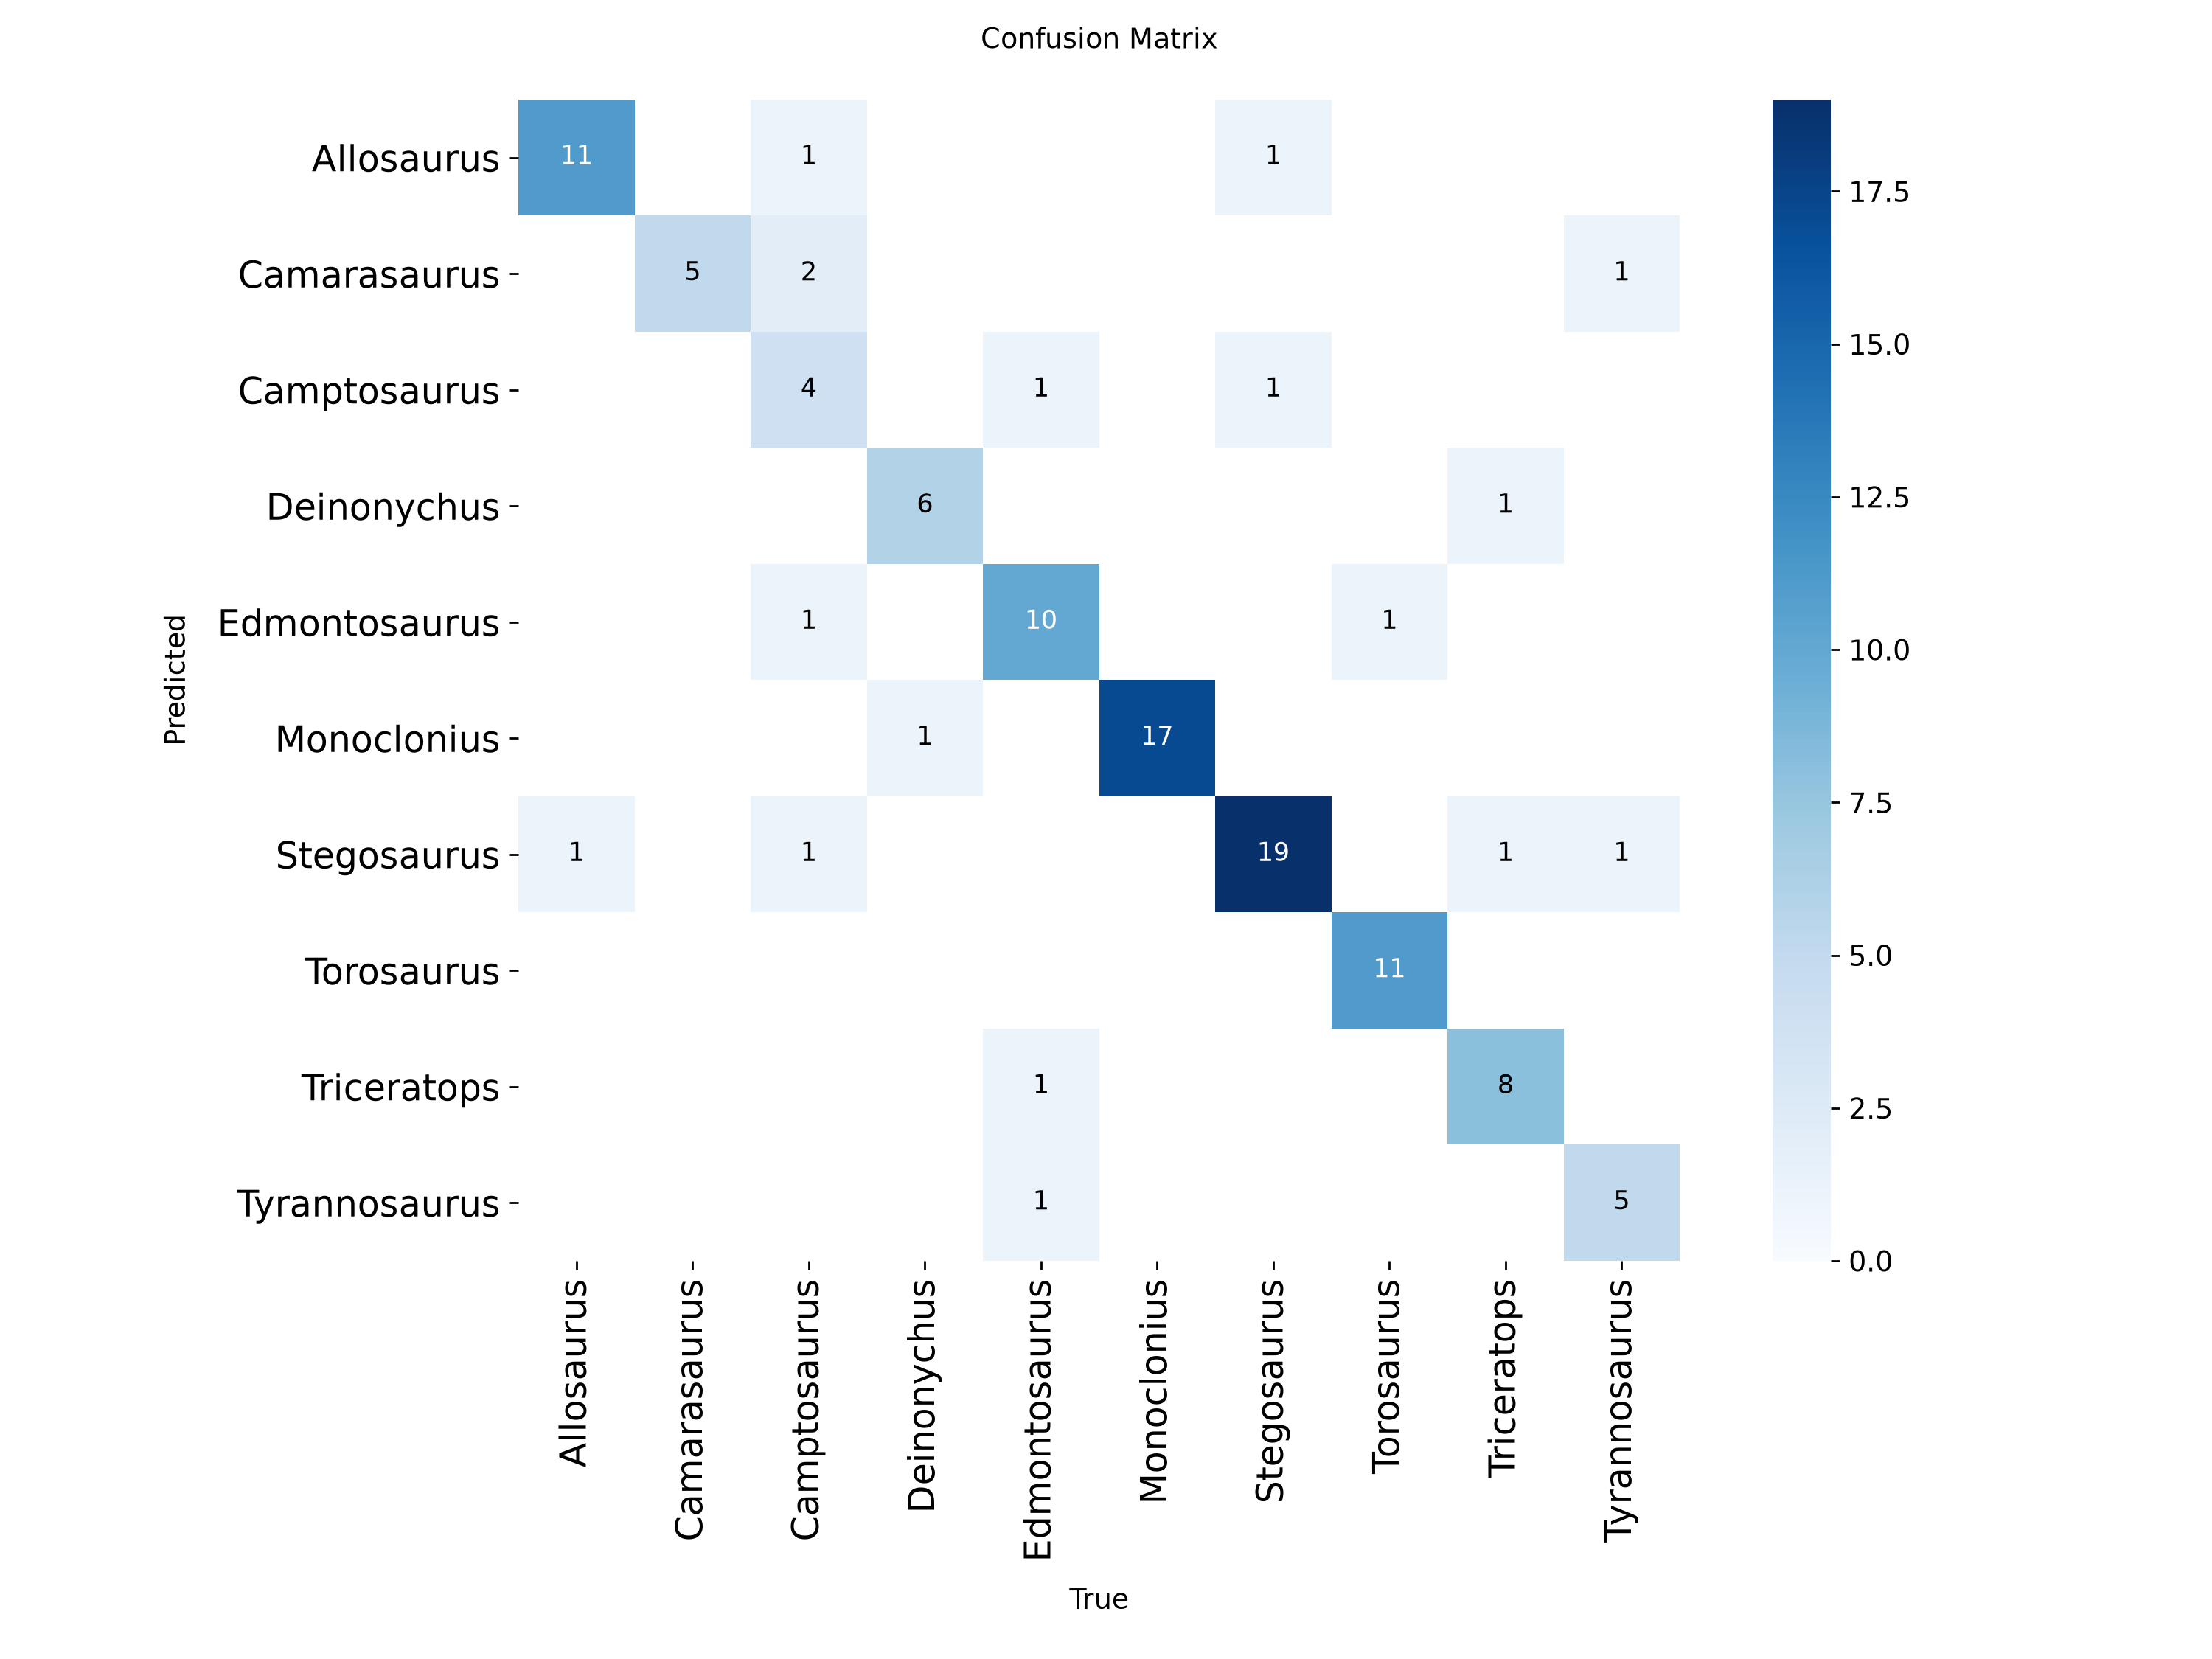 Confusion Matrix
Allosaurus 11 1 1
Camarasaurus 5 2 1
Camptosaurus 4 1 1
Deinonychus 6 1
Edmontosaurus 1 10 1
Monoclonius 1 17
Stegosaurus 1 1 19 1 1
Torosaurus 11
Triceratops 1 8
Tyrannosaurus 1 5
Predicted
Allosaurus
Camarasaurus
Camptosaurus
Deinonychus
Edmontosaurus
Monoclonius
Stegosaurus
Torosaurus
Triceratops
Tyrannosaurus
True
17.5
15.0
12.5
10.0
7.5
5.0
2.5
0.0